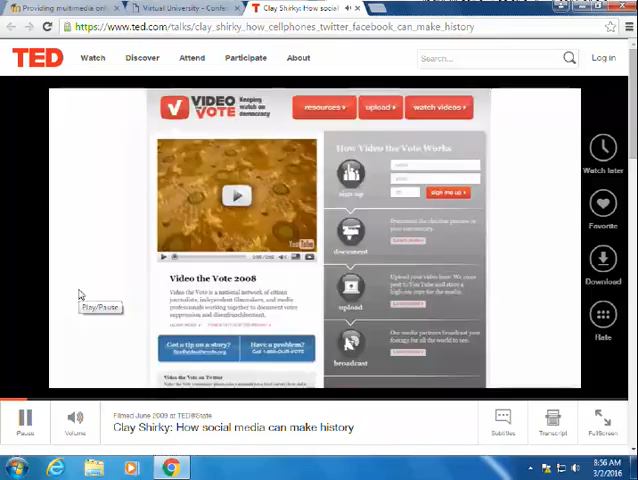 Providing multimedia onli
Virtual University - Confe
Clay Shirky: How social m
https://www.ted.com/talks/clay_shirky_how_cellphones_twitter_facebook_can_make_history
TED
Watch
Discover
Attend
Participate
About
Search...
Log in
VIDEO THE VOTE
Keeping watch on democracy
resources
upload
watch videos
How Video the Vote Works
sign up
sign me up
document
upload
broadcast
YouTube
Video the Vote 2008
Video the Vote is a national network of citizen
journalists, independent filmmakers, and media
professionals working together to document voter
suppression and disenfranchisement.
Got a tip on a story?
Have a problem?
Video the Vote on Twitter
Play/Pause
Watch later
Favorite
Download
Rate
Pause
Volume
Filmed June 2009 at TED@State
Clay Shirky: How social media can make history
Subtitles
Transcript
FullScreen
8:56 AM
3/2/2016